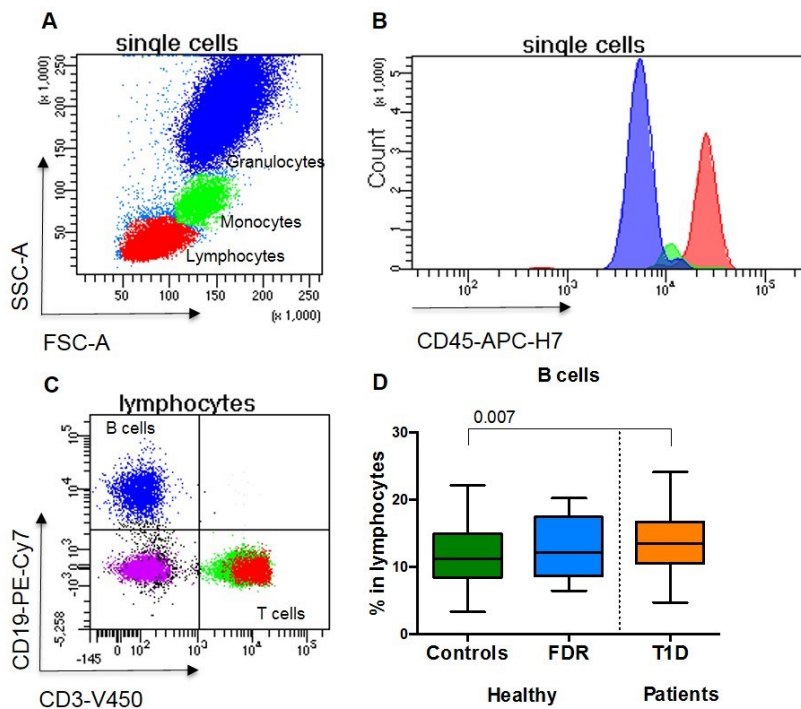 A
single cells
SSC-A
(x 1,000)
250
200
150
100
50
Granulocytes
Monocytes
Lymphocytes
50
100
150
200
250
(x 1,000)
FSC-A
B
single cells
Count
(x 1,000)
5
4
3
2
1
0
10²
10³
10⁴
10⁵
CD45-APC-H7
C
lymphocytes
B cells
CD19-PE-Cy7
10⁵
10⁴
10³
0
-10³
-5,258
T cells
-145
0
10²
10³
10⁴
10⁵
CD3-V450
D
B cells
0.007
% in lymphocytes
30
20
10
0
Controls
FDR
T1D
Healthy
Patients